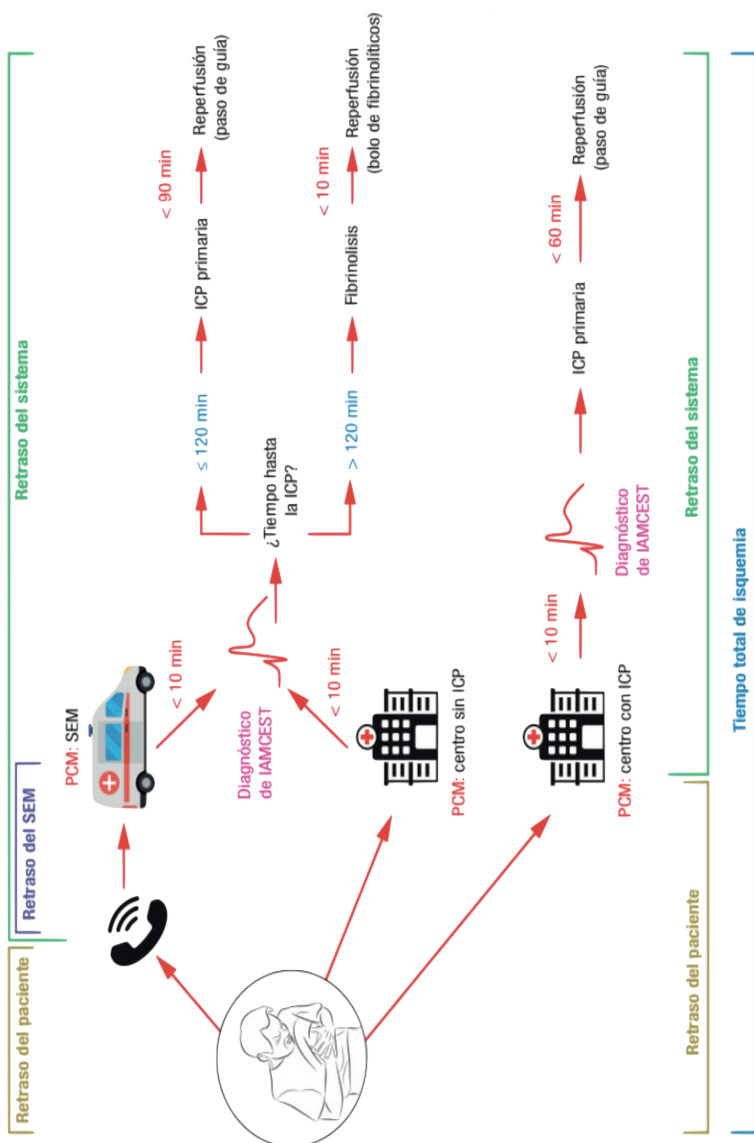 Retraso del paciente
Retraso del SEM
Retraso del sistema
PCM: SEM
< 10 min
Diagnóstico
de IAMCEST
< 10 min
PCM: centro sin ICP
¿Tiempo hasta
la ICP?
≤ 120 min
ICP primaria
< 90 min
Reperfusión
(paso de guía)
> 120 min
Fibrinolisis
< 10 min
Reperfusión
(bolo de fibrinolíticos)
PCM: centro con ICP
< 10 min
Diagnóstico
de IAMCEST
ICP primaria
< 60 min
Reperfusión
(paso de guía)
Retraso del paciente
Retraso del sistema
Tiempo total de isquemia